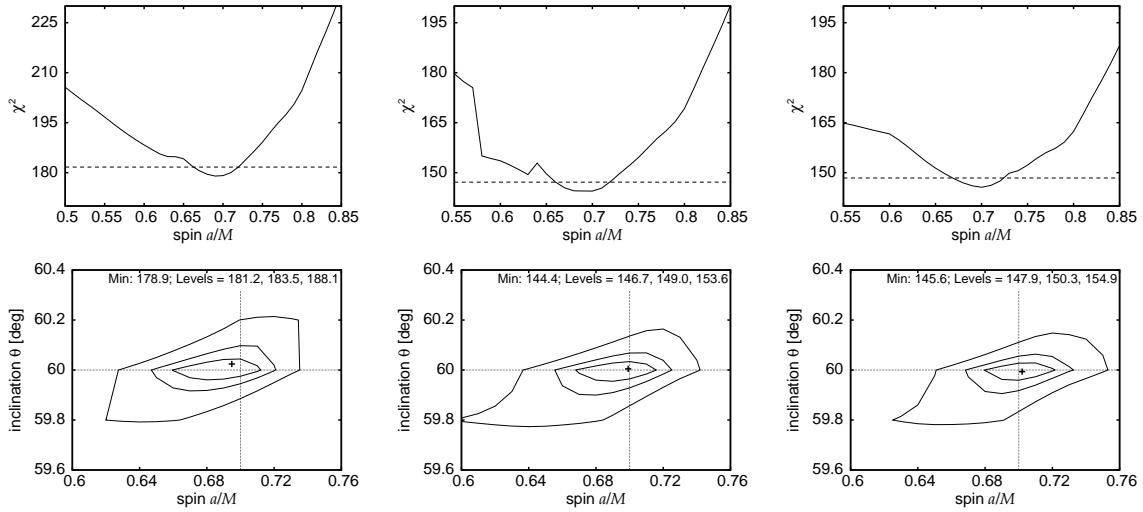 225
210
195
180
χ²
0.5 0.55 0.6 0.65 0.7 0.75 0.8 0.85
spin a/M
195
180
165
150
χ²
0.55 0.6 0.65 0.7 0.75 0.8 0.85
spin a/M
195
180
165
150
χ²
0.55 0.6 0.65 0.7 0.75 0.8 0.85
spin a/M
Min: 178.9; Levels = 181.2, 183.5, 188.1
60.4
60.2
60
59.8
59.6
inclination θ [deg]
0.6 0.64 0.68 0.72 0.76
spin a/M
Min: 144.4; Levels = 146.7, 149.0, 153.6
60.4
60.2
60
59.8
59.6
inclination θ [deg]
0.6 0.64 0.68 0.72 0.76
spin a/M
Min: 145.6; Levels = 147.9, 150.3, 154.9
60.4
60.2
60
59.8
59.6
inclination θ [deg]
0.6 0.64 0.68 0.72 0.76
spin a/M